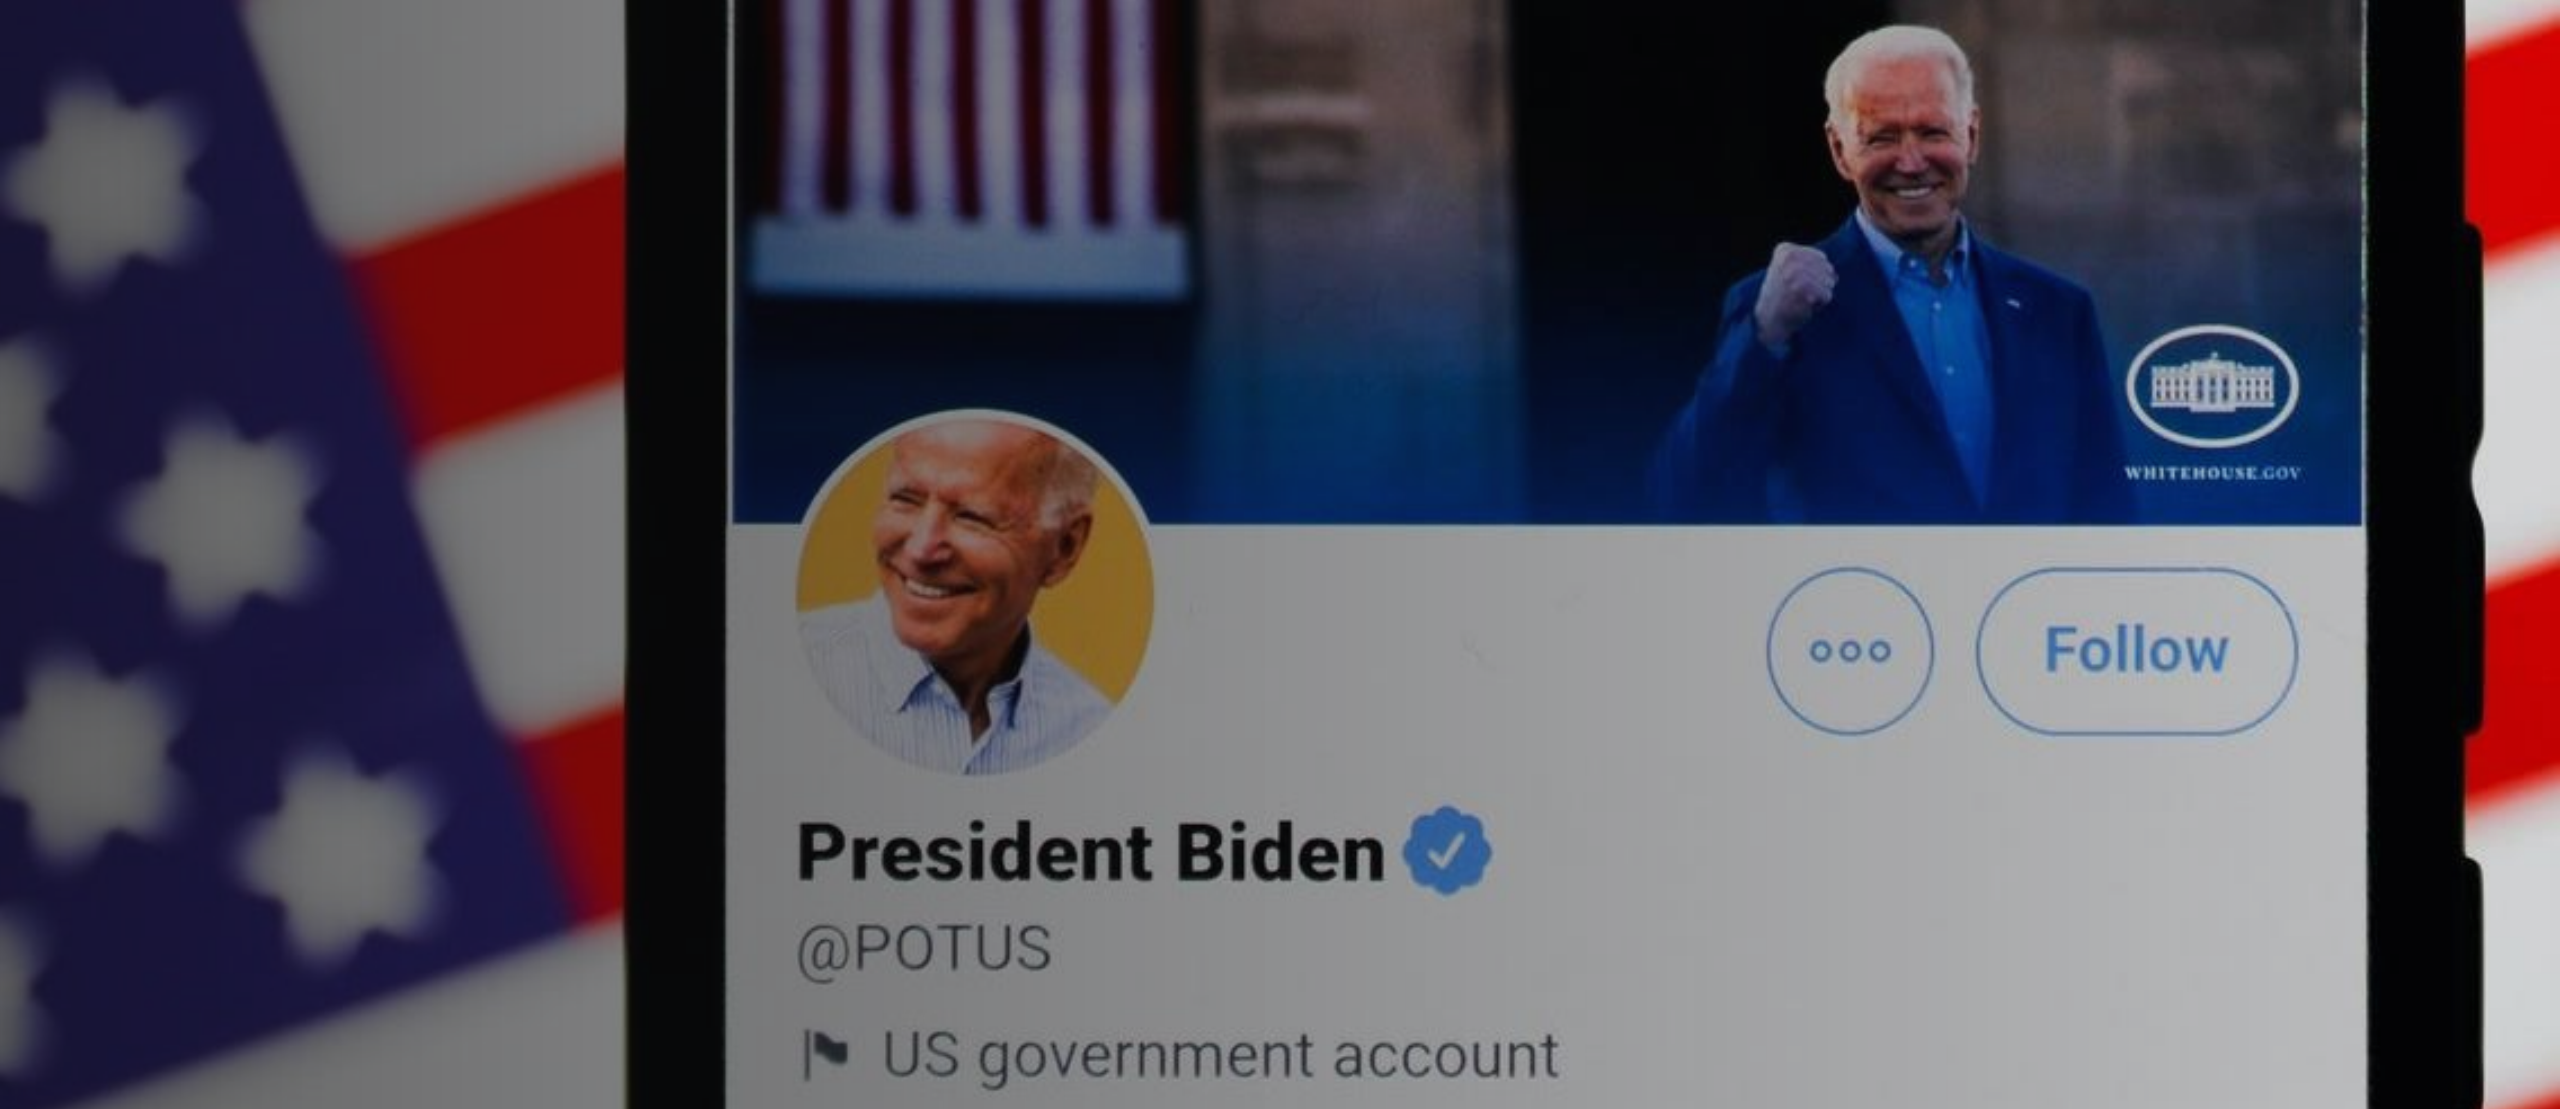 WHITEHOUSE.GOV
Follow
President Biden
@POTUS
US government account